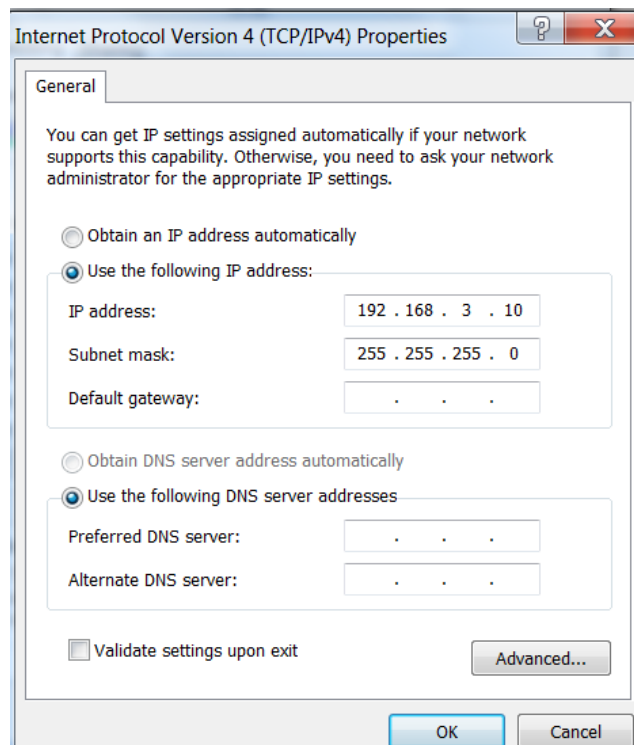 Internet Protocol Version 4 (TCP/IPv4) Properties
General
You can get IP settings assigned automatically if your network
supports this capability. Otherwise, you need to ask your network
administrator for the appropriate IP settings.
Obtain an IP address automatically
Use the following IP address:
IP address: 192 . 168 . 3 . 10
Subnet mask: 255 . 255 . 255 . 0
Default gateway: . . .
Obtain DNS server address automatically
Use the following DNS server addresses
Preferred DNS server: . . .
Alternate DNS server: . . .
Validate settings upon exit
Advanced...
OK Cancel